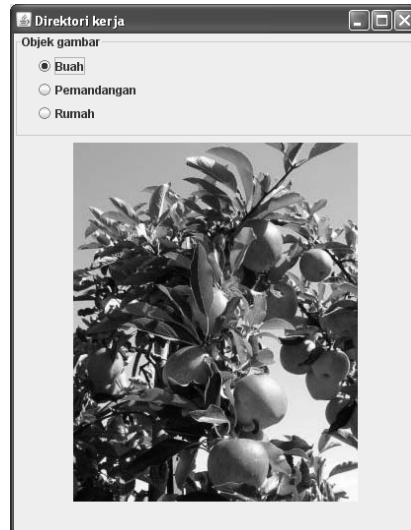 Direktori kerja
Objek gambar
Buah
Pemandangan
Rumah